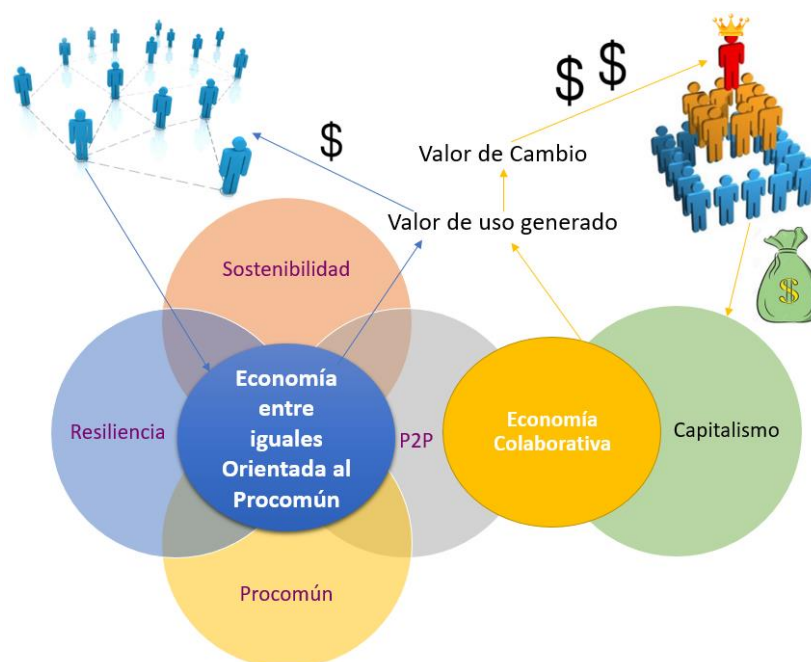 $ $
$
Valor de Cambio
Valor de uso generado
Sostenibilidad
$
Economía
entre
iguales
Orientada al
Procomún
Resiliencia
P2P
Economía
Colaborativa
Capitalismo
Procomún